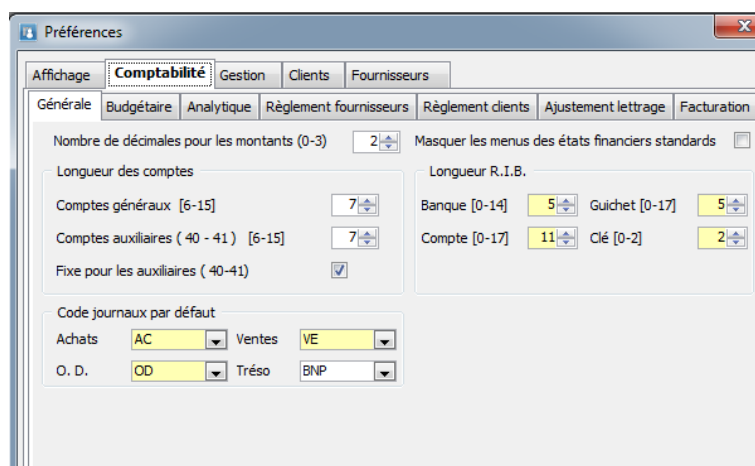 Préférences
Affichage Comptabilité Gestion Clients Fournisseurs
Générale Budgétaire Analytique Règlement fournisseurs Règlement clients Ajustement lettrage Facturation
Nombre de décimales pour les montants (0-3) 2 Masquer les menus des états financiers standards
Longueur des comptes Longueur R.I.B.
Comptes généraux [6-15] 7 Banque [0-14] 5 Guichet [0-17] 5
Comptes auxiliaires ( 40 - 41 ) [6-15] 7 Compte [0-17] 11 Clé [0-2] 2
Fixe pour les auxiliaires ( 40-41)
Code journaux par défaut
Achats AC Ventes VE
O. D. OD Tréso BNP